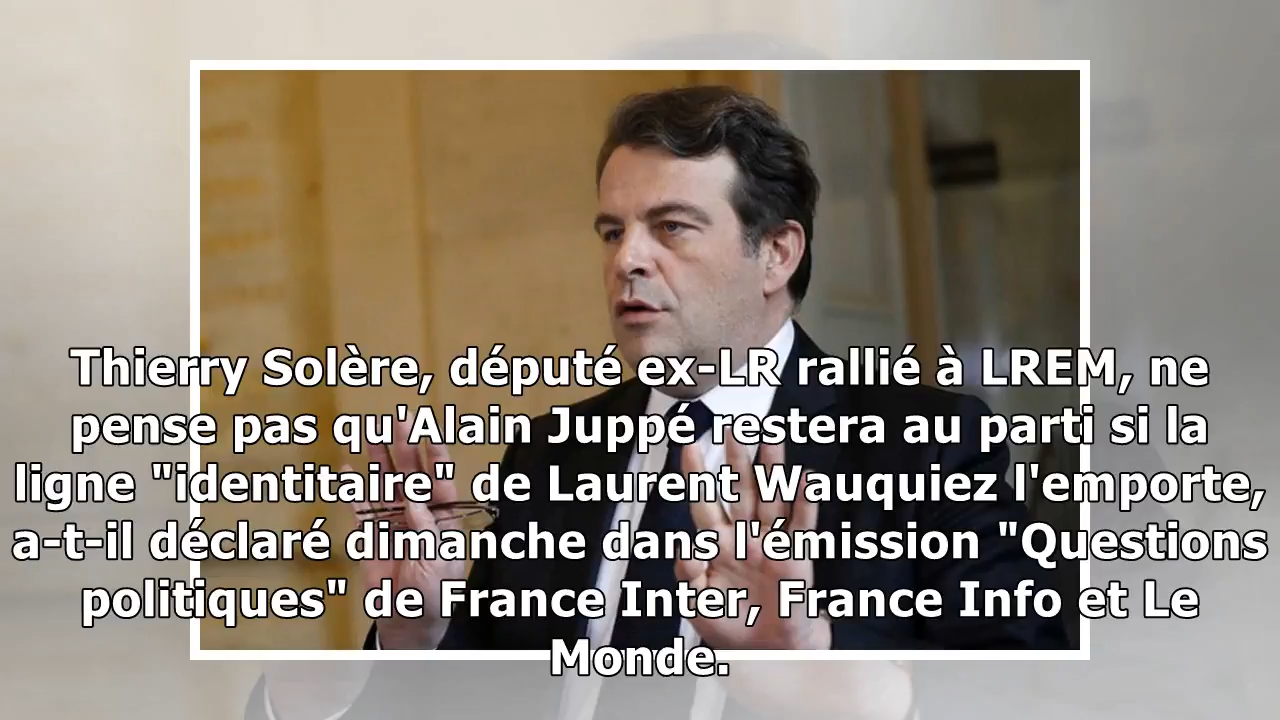 Thierry Solère, député ex-LR rallié à LREM, ne
pense pas qu'Alain Juppé restera au parti si la
ligne "identitaire" de Laurent Wauquiez l'emporte,
a-t-il déclaré dimanche dans l'émission "Questions
politiques" de France Inter, France Info et Le
Monde.